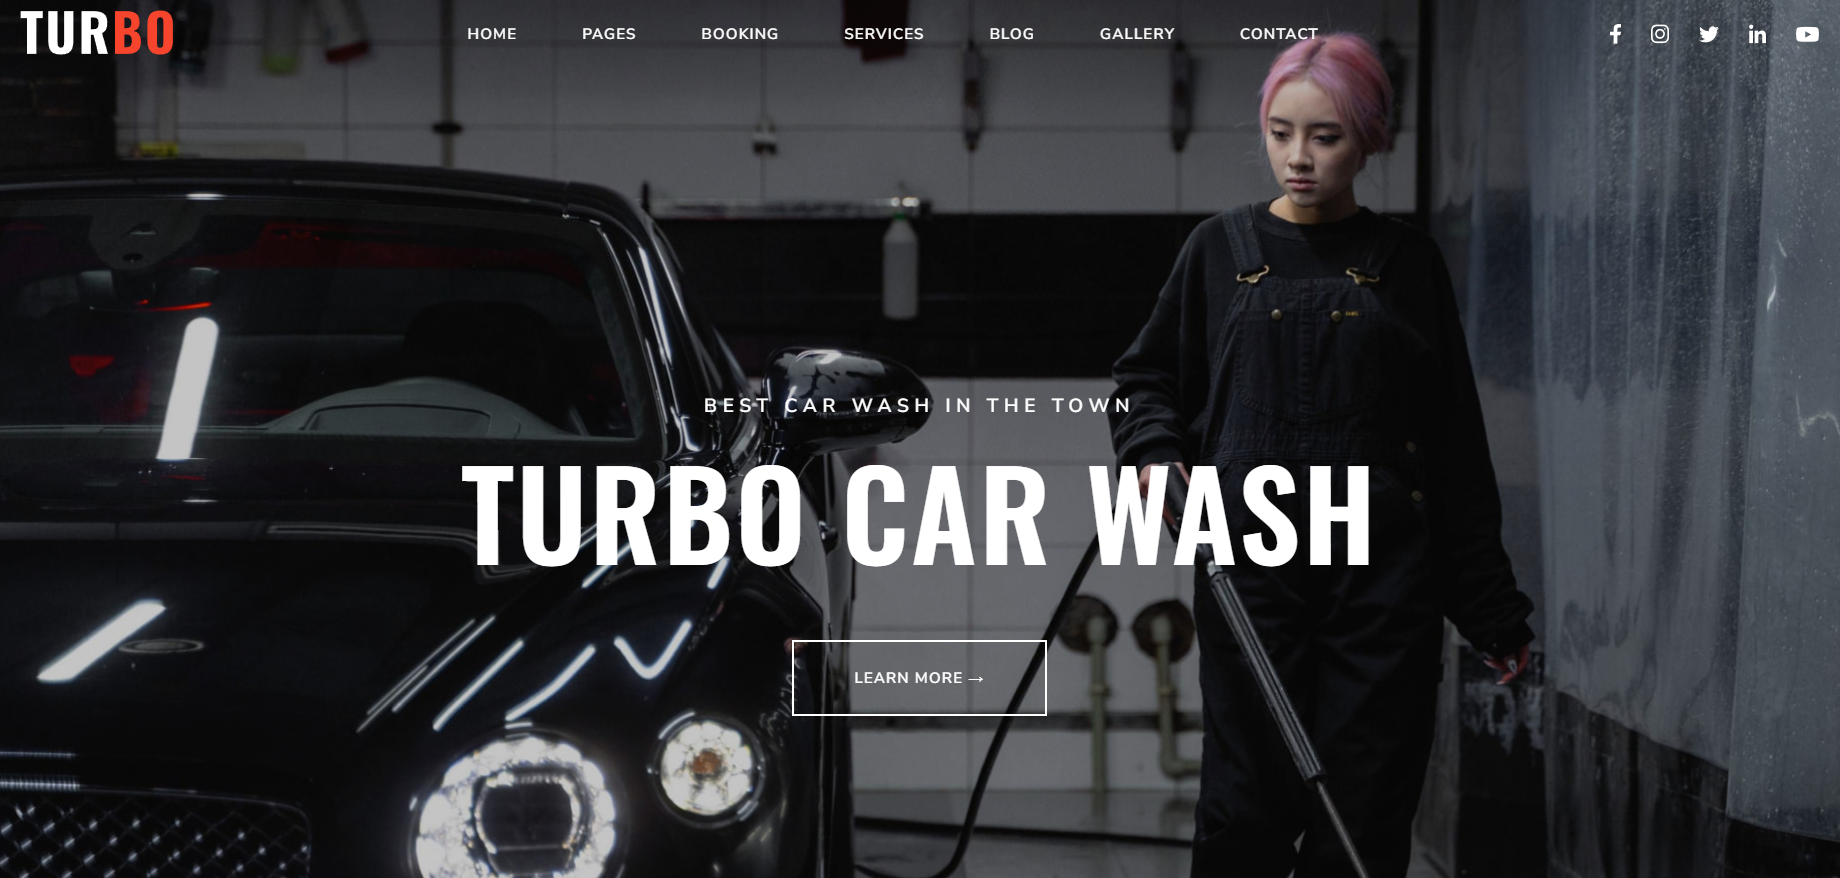 TURBO
HOME PAGES BOOKING SERVICES BLOG GALLERY CONTACT
BEST CAR WASH IN THE TOWN
TURBO CAR WASH
LEARN MORE →